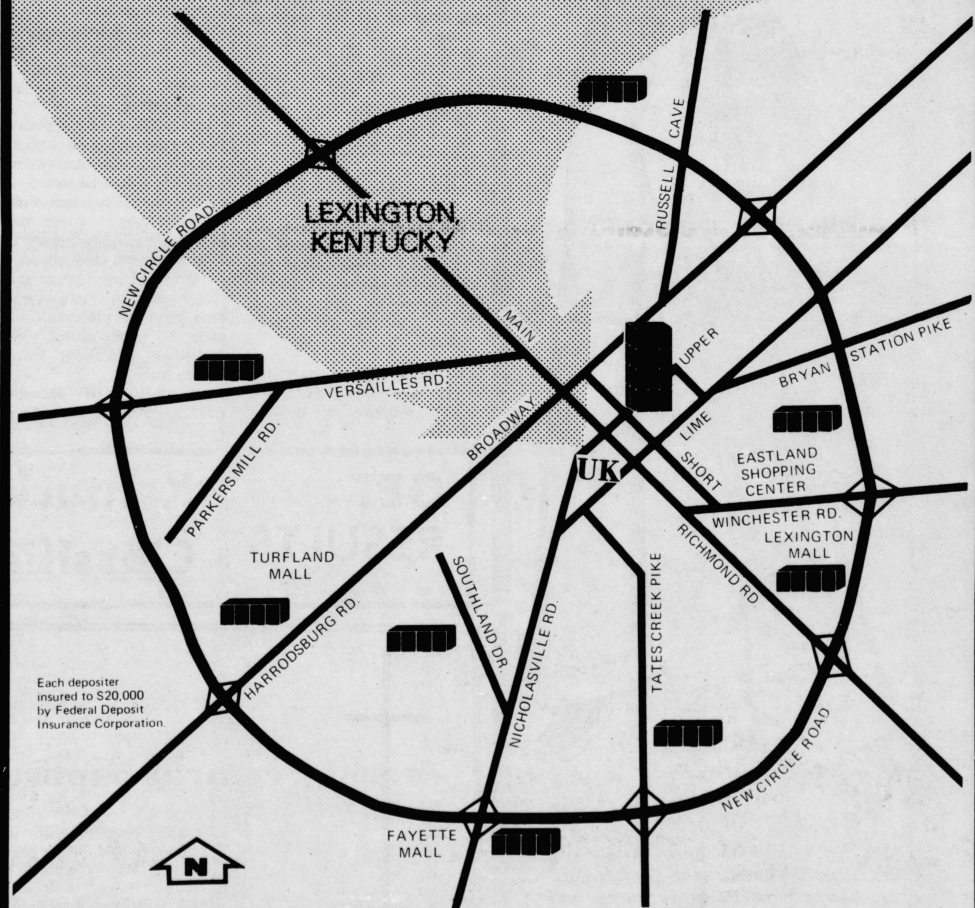 RUSSELL CAVE
LEXINGTON,
KENTUCKY
NEW CIRCLE ROAD
MAIN
UPPER
BRYAN STATION PIKE
VERSAILLES RD.
BROADWAY
LIME
PARKERS MILL RD.
UK
SHORT
EASTLAND
SHOPPING
CENTER
WINCHESTER RD.
LEXINGTON
MALL
RICHMOND RD.
TURFLAND
MALL
SOUTHLAND DR.
TATES CREEK PIKE
HARRODSBURG RD.
NICHOLASVILLE RD.
Each depositer
insured to $20,000
by Federal Deposit
Insurance Corporation.
NEW CIRCLE ROAD
FAYETTE
MALL
N